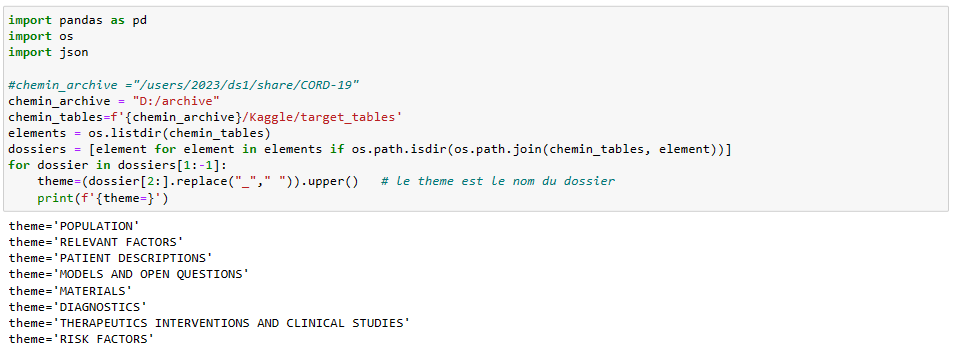 import pandas as pd
import os
import json
#chemin_archive ="/users/2023/ds1/share/CORD-19"
chemin_archive = "D:/archive"
chemin_tables=f'{chemin_archive}/Kaggle/target_tables'
elements = os.listdir(chemin_tables)
dossiers = [element for element in elements if os.path.isdir(os.path.join(chemin_tables, element))]
for dossier in dossiers[1:-1]:
    theme=(dossier[2:].replace("_"," ")).upper()   # le theme est le nom du dossier
    print(f'{theme=}')
theme='POPULATION'
theme='RELEVANT FACTORS'
theme='PATIENT DESCRIPTIONS'
theme='MODELS AND OPEN QUESTIONS'
theme='MATERIALS'
theme='DIAGNOSTICS'
theme='THERAPEUTICS INTERVENTIONS AND CLINICAL STUDIES'
theme='RISK FACTORS'